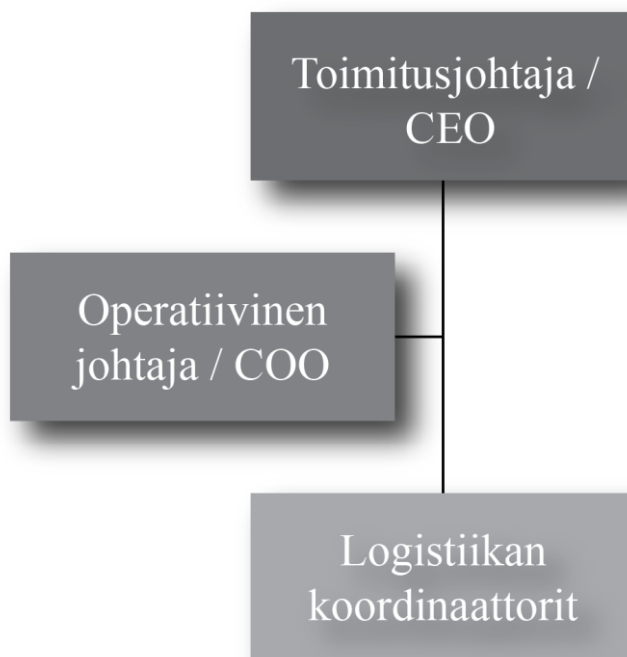 Toimitusjohtaja /
CEO
Operatiivinen
johtaja / COO
Logistiikan
koordinaattorit